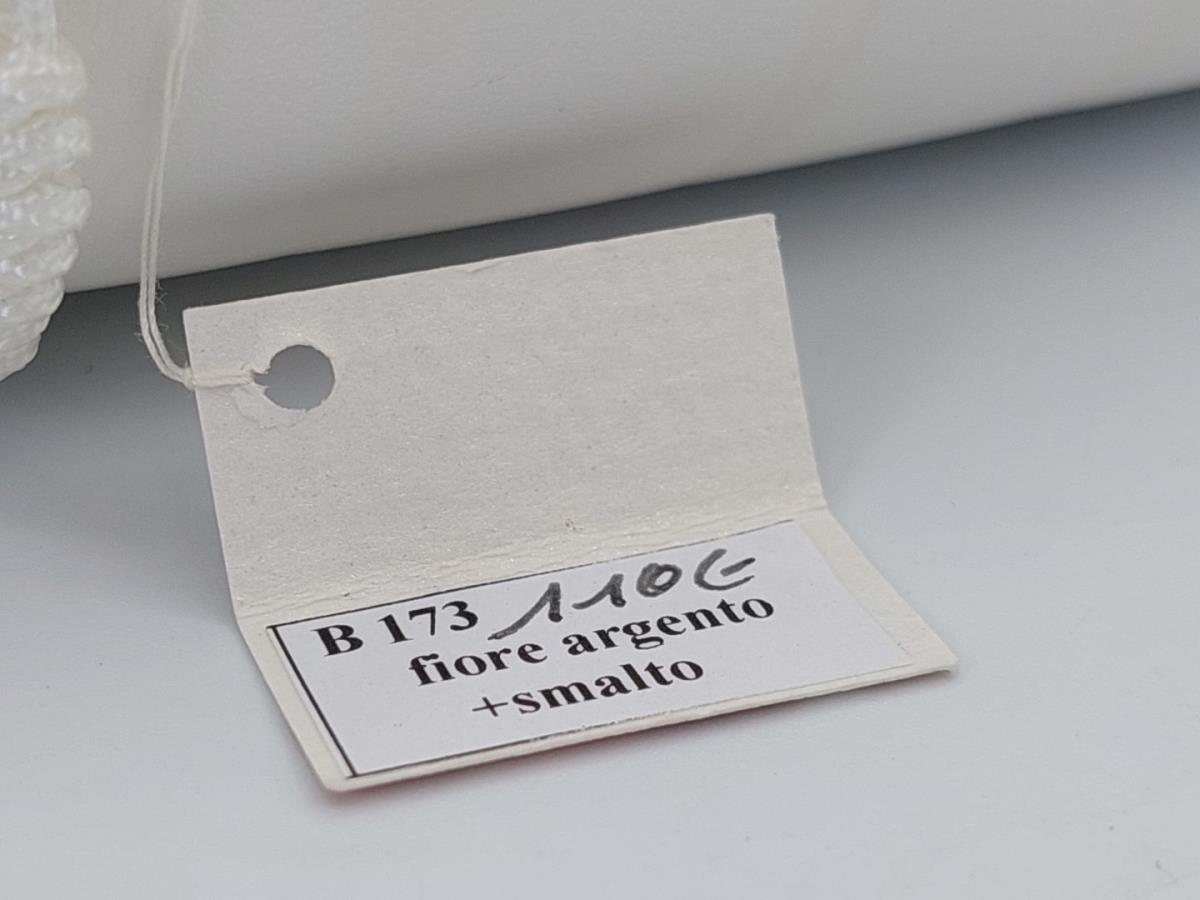 B 173 110€
fiore argento
+smalto